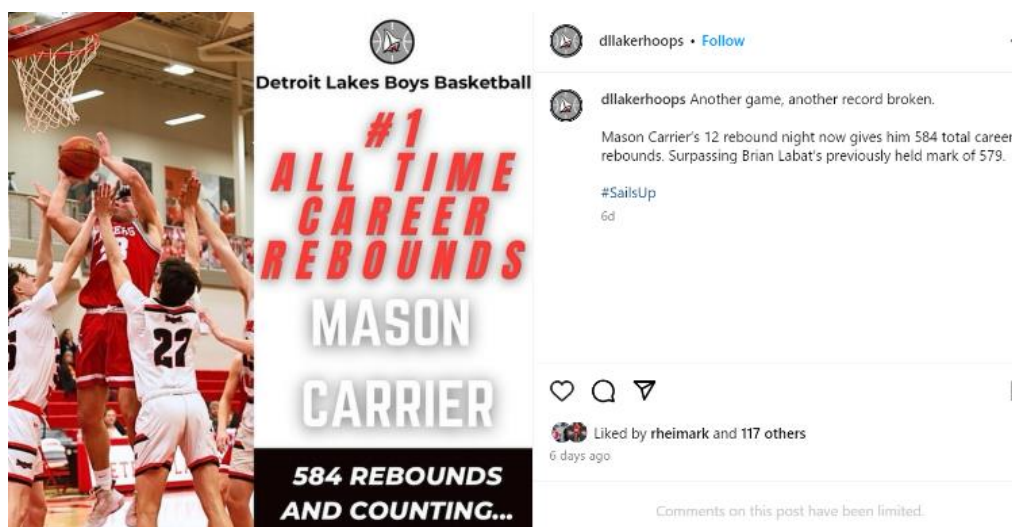 Detroit Lakes Boys Basketball
#1
ALL TIME
CAREER
REBOUNDS
MASON
CARRIER
584 REBOUNDS
AND COUNTING...
22
dllakerhoops • Follow
dllakerhoops Another game, another record broken.
Mason Carrier's 12 rebound night now gives him 584 total career
rebounds. Surpassing Brian Labat's previously held mark of 579.
#SailsUp
6d
Liked by rheimark and 117 others
6 days ago
Comments on this post have been limited.